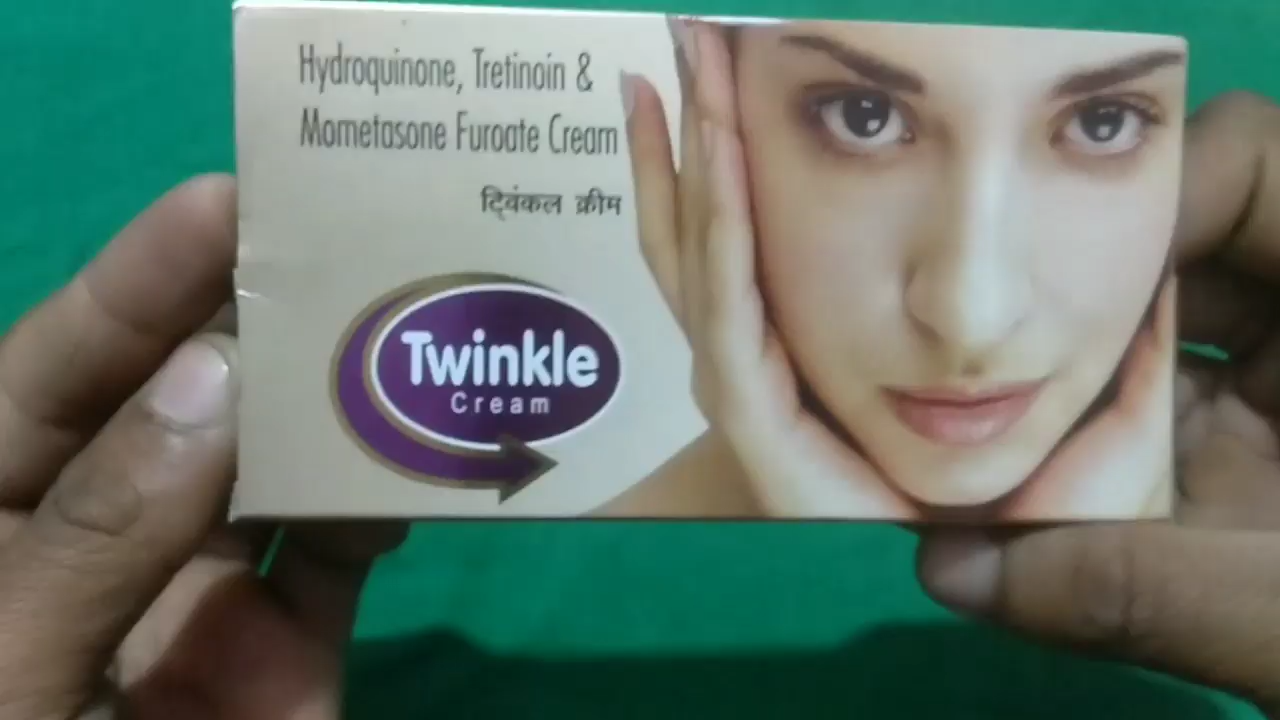 Hydroquinone, Tretinoin &
Mometasone Furoate Cream
ट्विंकल क्रीम
Twinkle
Cream